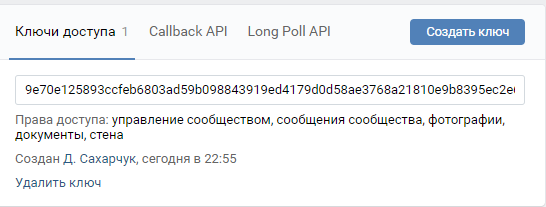 Ключи доступа 1 Callback API Long Poll API Создать ключ
9e70e125893ccfeb6803ad59b098843919ed4179d0d58ae3768a21810e9b8395ec2e
Права доступа: управление сообществом, сообщения сообщества, фотографии,
документы, стена
Создан Д. Сахарчук, сегодня в 22:55
Удалить ключ